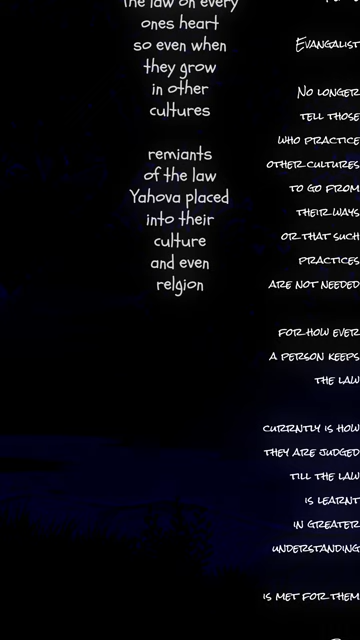 the law on every
ones heart
so even when
they grow
in other
cultures
remiants
of the law
Yahova placed
into their
culture
and even
relgion
Evangalist
No longer
tell those
who practice
other cultures
to go from
their ways
or that such
practices
are not needed
for how ever
a person keeps
the law
currntly is how
they are judged
till the law
is learnt
in greater
understanding
is met for them